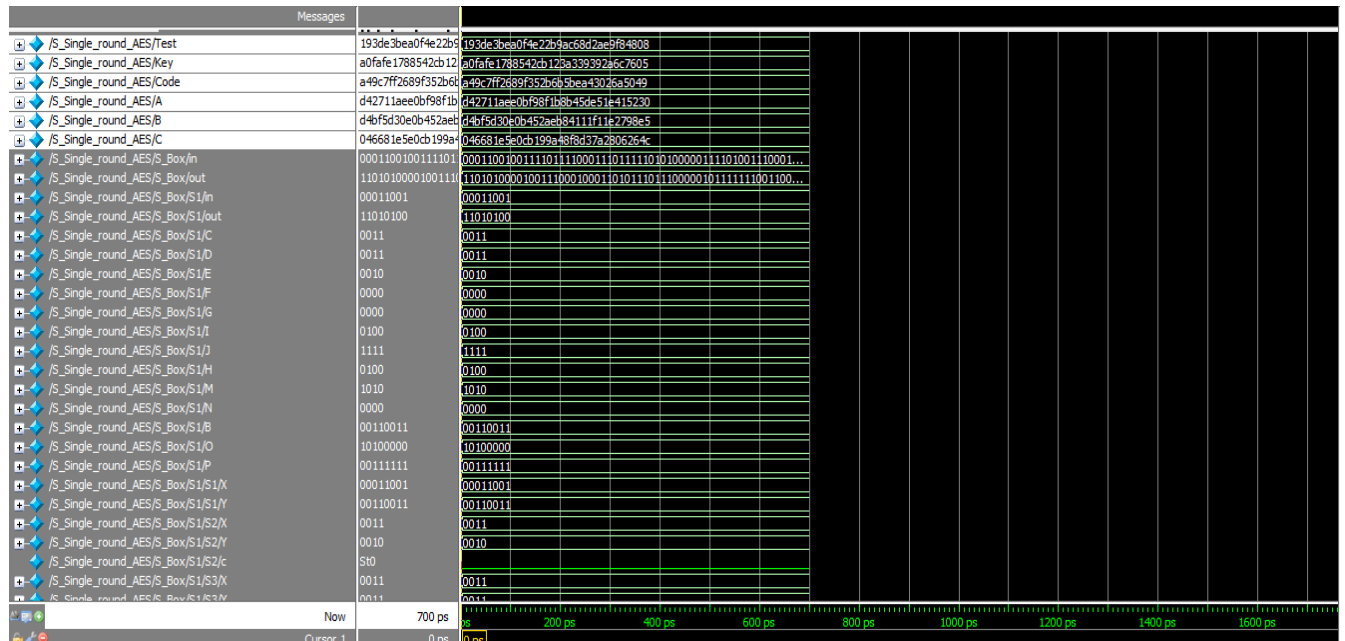 Messages
/S_Single_round_AES/Test 193de3bea0f4e22b9 193de3bea0f4e22b9ac68d2ae9f84808
/S_Single_round_AES/Key a0fafe1788542cb12 a0fafe1788542cb123a339392a6c7605
/S_Single_round_AES/Code a49c7ff2689f352b6b a49c7ff2689f352b6b5bea43026a5049
/S_Single_round_AES/A d42711aee0bf98f1b d42711aee0bf98f1b8b45de51e415230
/S_Single_round_AES/B d4bf5d30e0b452aeb d4bf5d30e0b452aeb84111f11e2798e5
/S_Single_round_AES/C 046681e5e0cb199a4 046681e5e0cb199a48f8d37a2806264c
/S_Single_round_AES/S_Box/in
/S_Single_round_AES/S_Box/out
/S_Single_round_AES/S_Box/S1/in 00011001 00011001
/S_Single_round_AES/S_Box/S1/out 11010100 11010100
/S_Single_round_AES/S_Box/S1/C 0011 0011
/S_Single_round_AES/S_Box/S1/D 0011 0011
/S_Single_round_AES/S_Box/S1/E 0010 0010
/S_Single_round_AES/S_Box/S1/F 0000 0000
/S_Single_round_AES/S_Box/S1/G 0000 0000
/S_Single_round_AES/S_Box/S1/I 0100 0100
/S_Single_round_AES/S_Box/S1/J 1111 1111
/S_Single_round_AES/S_Box/S1/H 0100 0100
/S_Single_round_AES/S_Box/S1/M 1010 1010
/S_Single_round_AES/S_Box/S1/N 0000 0000
/S_Single_round_AES/S_Box/S1/B 00110011 00110011
/S_Single_round_AES/S_Box/S1/O 10100000 10100000
/S_Single_round_AES/S_Box/S1/P 00111111 00111111
/S_Single_round_AES/S_Box/S1/S1/X 00011001 00011001
/S_Single_round_AES/S_Box/S1/S1/Y 00110011 00110011
/S_Single_round_AES/S_Box/S1/S2/X 0011 0011
/S_Single_round_AES/S_Box/S1/S2/Y 0010 0010
/S_Single_round_AES/S_Box/S1/S2/c St0
/S_Single_round_AES/S_Box/S1/S3/X 0011 0011
/S_Single_round_AES/S_Box/S1/S3/Y 0011
Now 700 ps ps 200 ps 400 ps 600 ps 800 ps 1000 ps 1200 ps 1400 ps 1600 ps
Cursor 1 0 ps 0 ps